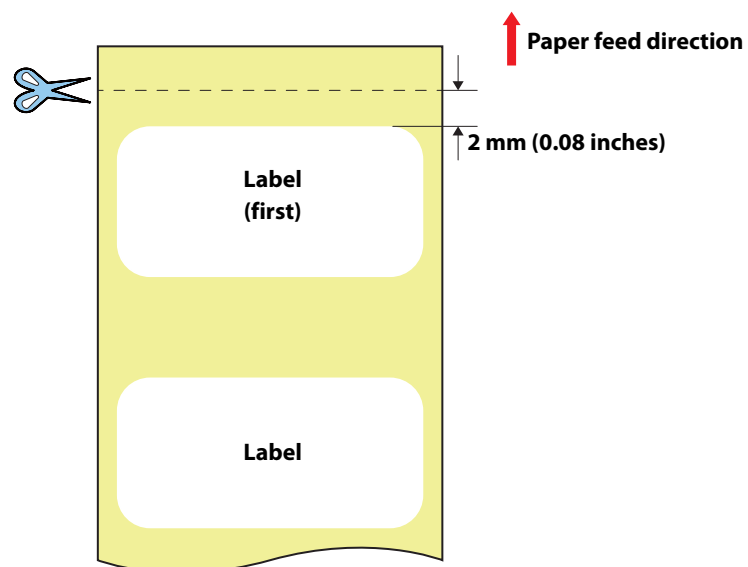 Paper feed direction
2 mm (0.08 inches)
Label
(first)
Label